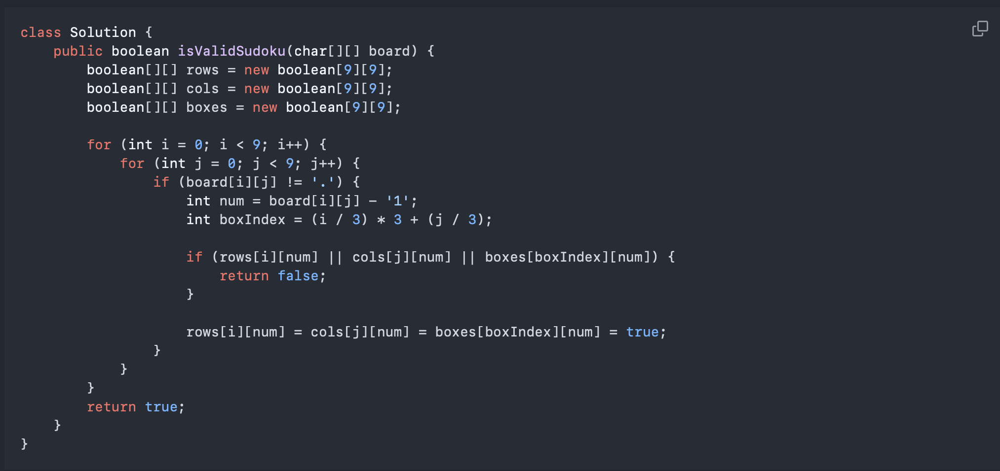 class Solution {
    public boolean isValidSudoku(char[][] board) {
        boolean[][] rows = new boolean[9][9];
        boolean[][] cols = new boolean[9][9];
        boolean[][] boxes = new boolean[9][9];

        for (int i = 0; i < 9; i++) {
            for (int j = 0; j < 9; j++) {
                if (board[i][j] != '.') {
                    int num = board[i][j] - '1';
                    int boxIndex = (i / 3) * 3 + (j / 3);

                    if (rows[i][num] || cols[j][num] || boxes[boxIndex][num]) {
                        return false;
                    }

                    rows[i][num] = cols[j][num] = boxes[boxIndex][num] = true;
                }
            }
        }
        return true;
    }
}